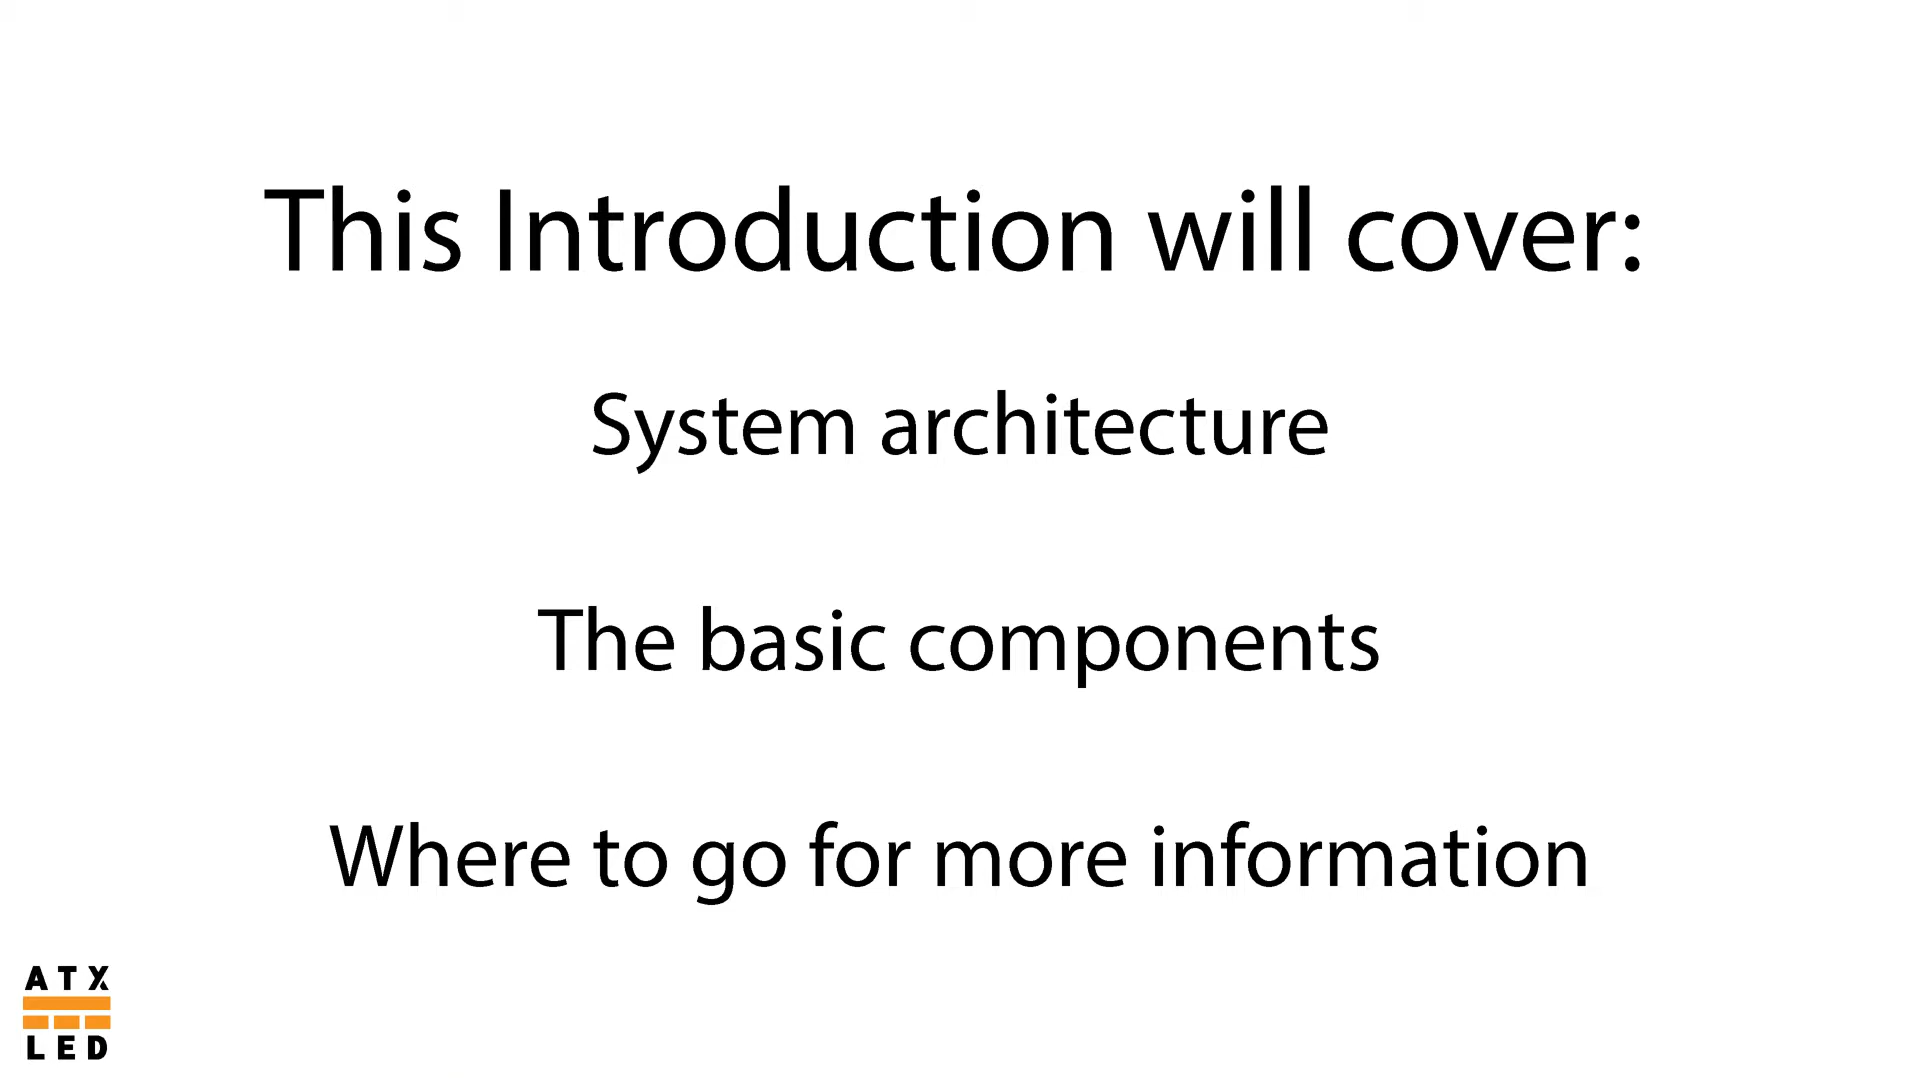 This Introduction will cover:
System architecture
The basic components
Where to go for more information
ATX
LED